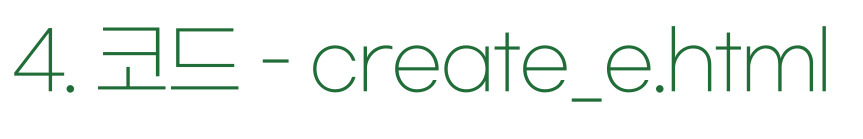 4. 코드 - create_e.html